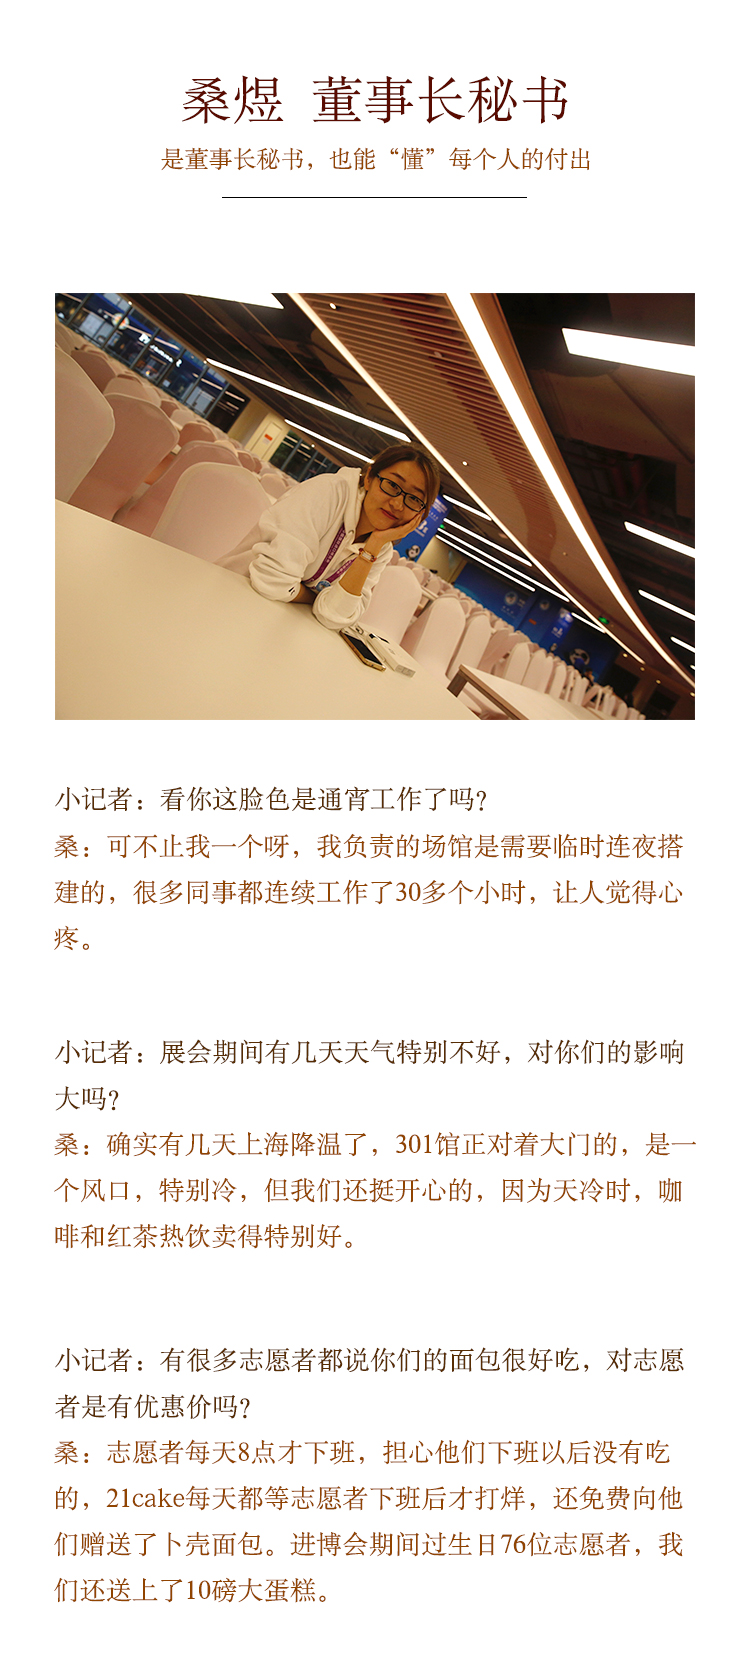 桑煜 董事长秘书
是董事长秘书，也能“懂”每个人的付出
小记者：看你这脸色是通宵工作了吗？
桑：可不止我一个呀，我负责的场馆是需要临时连夜搭
建的，很多同事都连续工作了30多个小时，让人觉得心
疼。
小记者：展会期间有几天天气特别不好，对你们的影响
大吗？
桑：确实有几天上海降温了，301馆正对着大门的，是一
个风口，特别冷，但我们还挺开心的，因为天冷时，咖
啡和红茶热饮卖得特别好。
小记者：有很多志愿者都说你们的面包很好吃，对志愿
者是有优惠价吗？
桑：志愿者每天8点才下班，担心他们下班以后没有吃
的，21cake每天都等志愿者下班后才打烊，还免费向他
们赠送了卜壳面包。进博会期间过生日76位志愿者，我
们还送上了10磅大蛋糕。